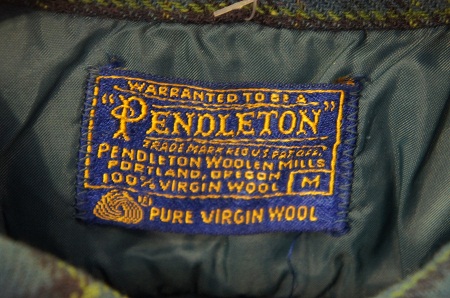 WARRANTED TO BE A
"PENDLETON"
TRADE MARK REG. U.S. PAT. OFF.
PENDLETON WOOLEN MILLS
PORTLAND, OREGON
100% VIRGIN WOOL M
PURE VIRGIN WOOL